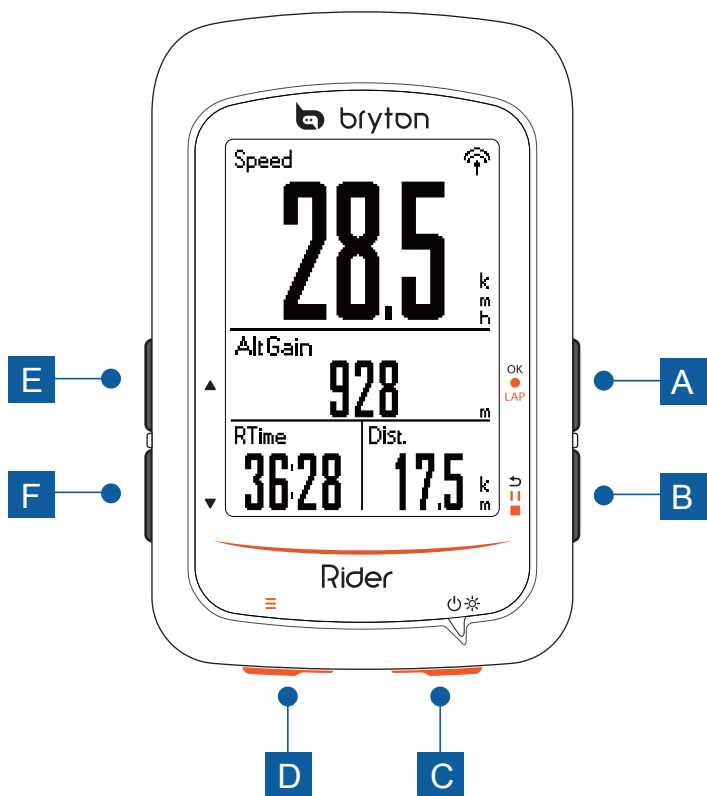 bryton
Speed
28.5
k
m
h
E
AltGain
OK
A
928
LAP
m
RTime
Dist.
F
36:28
17.5
k
m
B
Rider
D
C